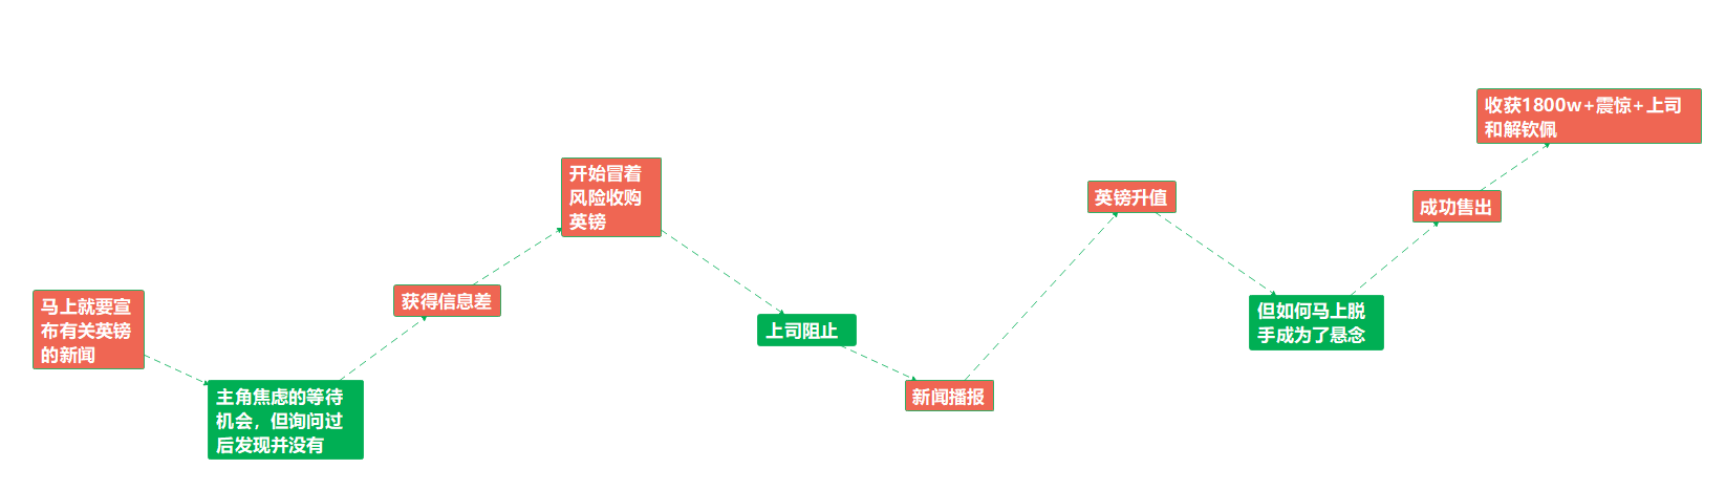 马上就要宣
布有关英镑
的新闻
主角焦虑的等待
机会，但询问过
后发现并没有
获得信息差
开始冒着
风险收购
英镑
上司阻止
新闻播报
英镑升值
但如何马上脱
手成为了悬念
成功售出
收获1800w+震惊+上司
和解钦佩